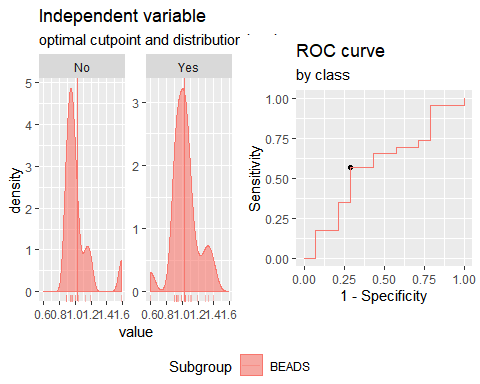 Independent variable
optimal cutpoint and distribution
No
Yes
density
5
4
3
2
1
0
3
2
1
0
0.60.81.01.21.41.6
0.60.81.01.21.41.6
value
ROC curve
by class
Sensitivity
1.00
0.75
0.50
0.25
0.00
0.00 0.25 0.50 0.75 1.00
1 - Specificity
Subgroup BEADS